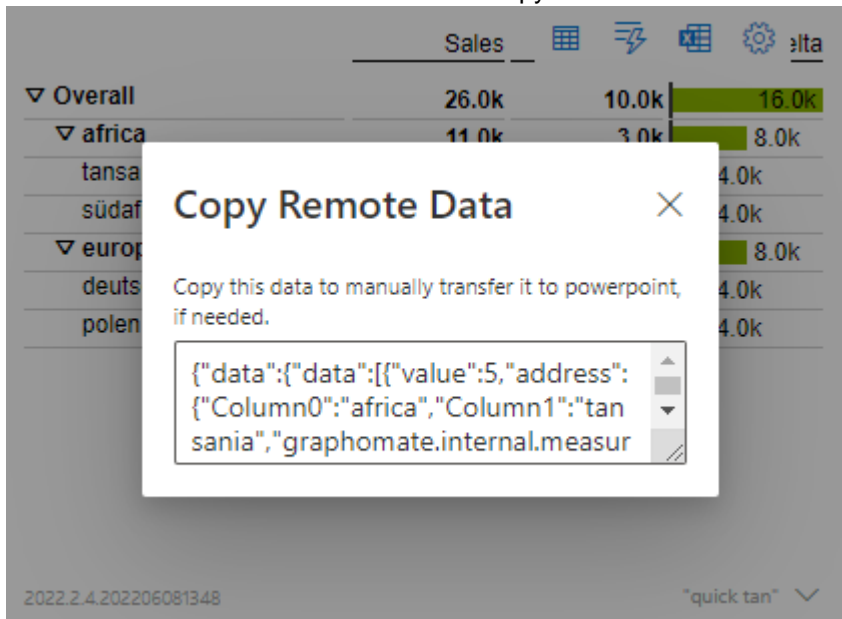 Sales elta
Overall 26.0k 10.0k 16.0k
africa 11.0k 3.0k 8.0k
tansa 4.0k
Copy Remote Data
südaf 4.0k
europ 8.0k
Copy this data to manually transfer it to powerpoint,
deuts 4.0k
if needed.
polen 4.0k
{"data":{"data":[{"value":5,"address":
{"Column0":"africa","Column1":"tan
sania","graphomate.internal.measur
2022.2.4.202206081348 "quick tan"